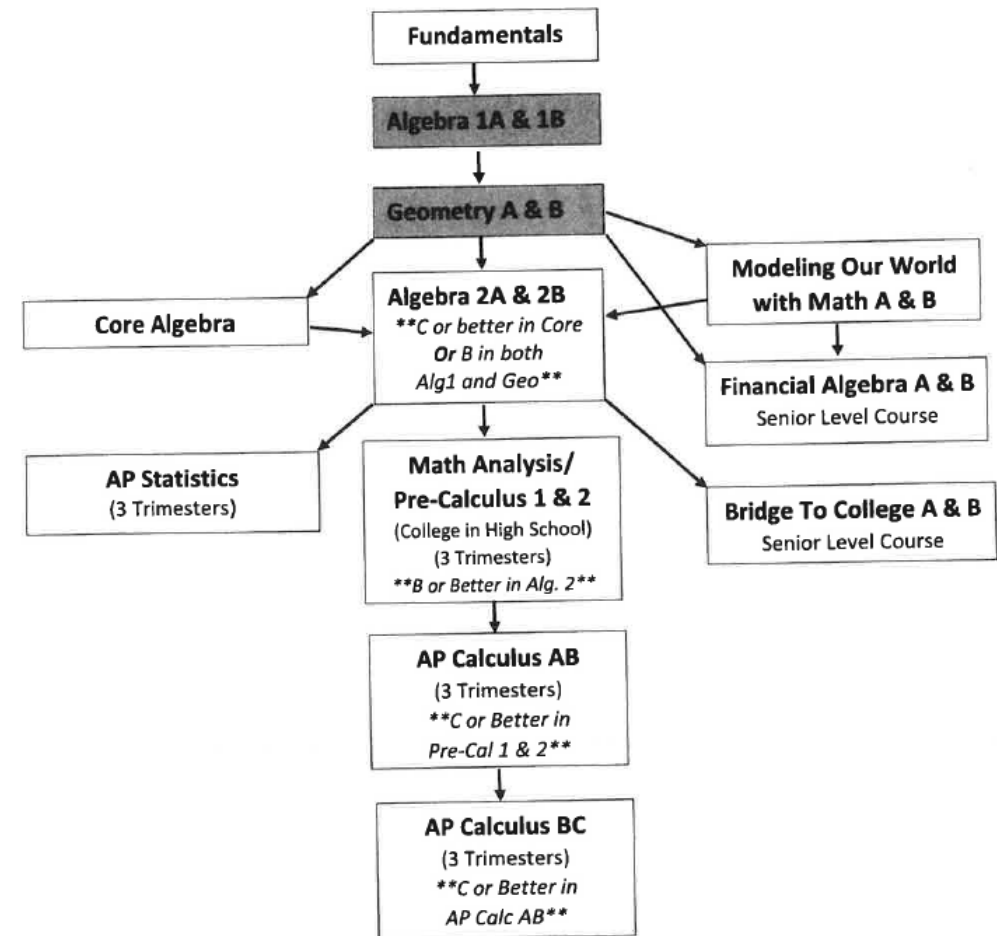 Fundamentals
Algebra 1A & 1B
Geometry A & B
Modeling Our World
with Math A & B
Algebra 2A & 2B
**C or better in Core
Or B in both
Alg1 and Geo**
Core Algebra
Financial Algebra A & B
Senior Level Course
AP Statistics
(3 Trimesters)
Math Analysis/
Pre-Calculus 1 & 2
(College in High School)
(3 Trimesters)
**B or Better in Alg. 2**
Bridge To College A & B
Senior Level Course
AP Calculus AB
(3 Trimesters)
**C or Better in
Pre-Cal 1 & 2**
AP Calculus BC
(3 Trimesters)
**C or Better in
AP Calc AB**